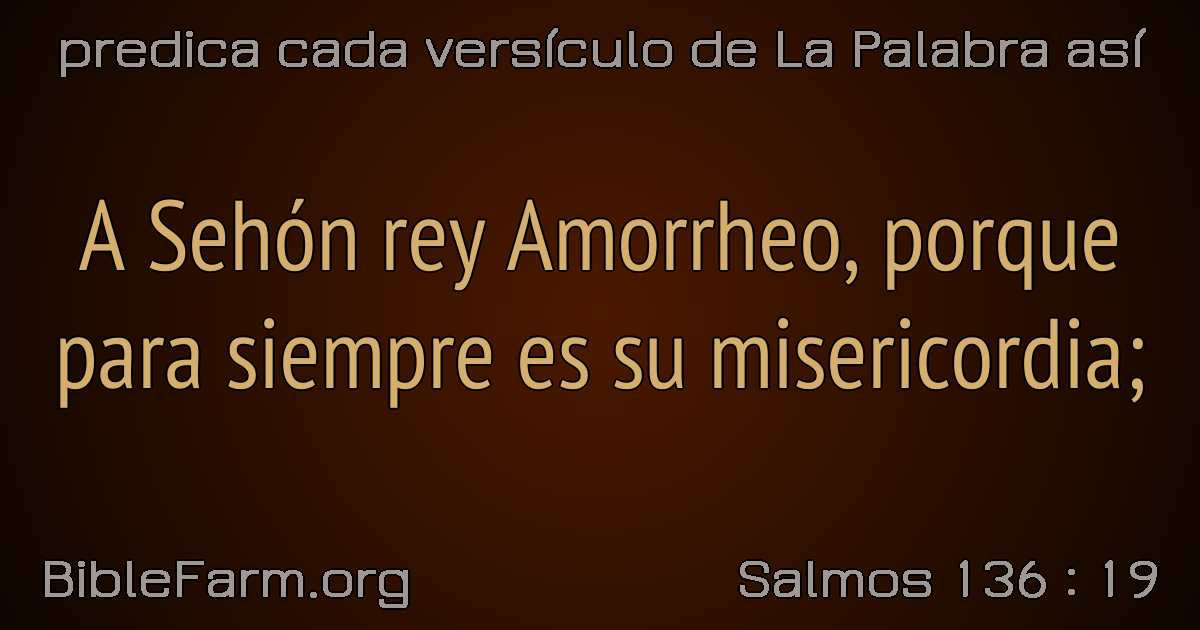 predica cada versículo de La Palabra así
A Sehón rey Amorrheo, porque
para siempre es su misericordia;
BibleFarm.org
Salmos 136 : 19